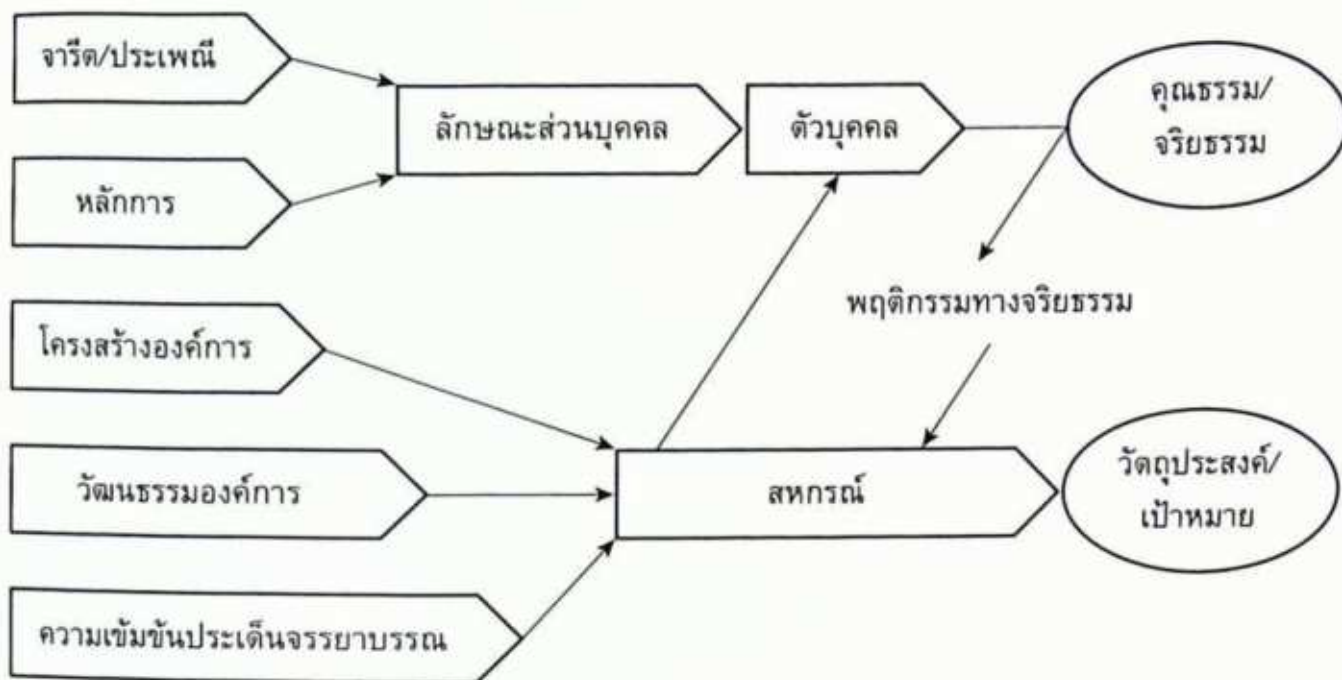 จารีต/ประเพณี
หลักการ
ลักษณะส่วนบุคคล
ตัวบุคคล
คุณธรรม/
จริยธรรม
พฤติกรรมทางจริยธรรม
โครงสร้างองค์การ
วัฒนธรรมองค์การ
ความเข้มข้นประเด็นจรรยาบรรณ
สหกรณ์
วัตถุประสงค์/
เป้าหมาย